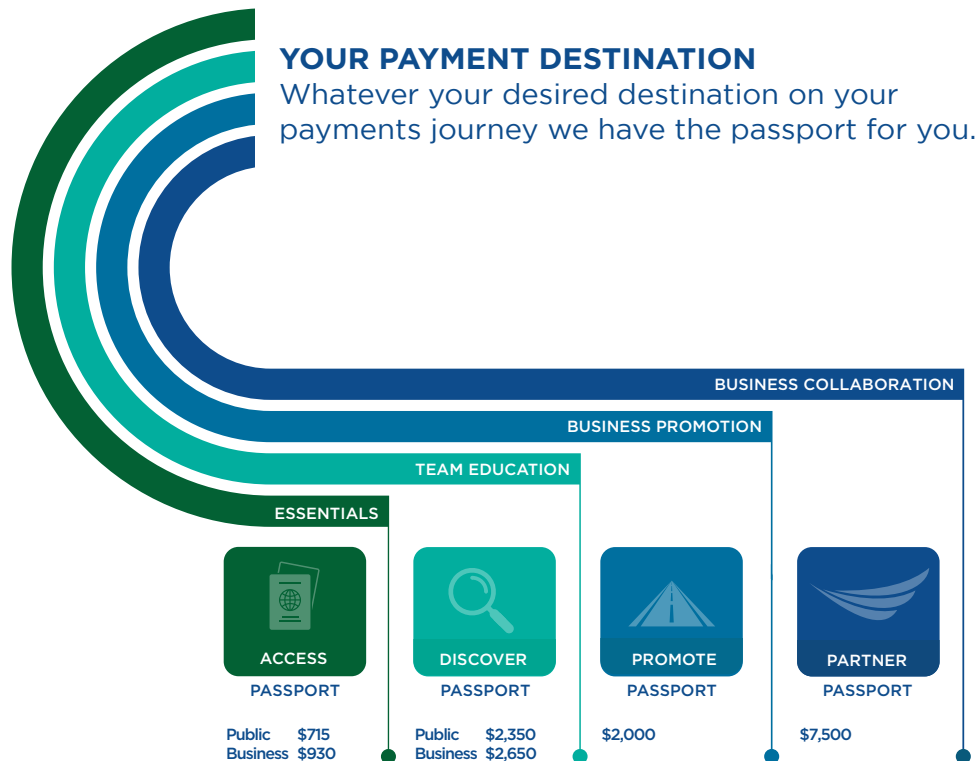 YOUR PAYMENT DESTINATION
Whatever your desired destination on your
payments journey we have the passport for you.
BUSINESS COLLABORATION
BUSINESS PROMOTION
TEAM EDUCATION
ESSENTIALS
ACCESS
PASSPORT
Public $715
Business $930
DISCOVER
PASSPORT
Public $2,350
Business $2,650
PROMOTE
PASSPORT
$2,000
PARTNER
PASSPORT
$7,500